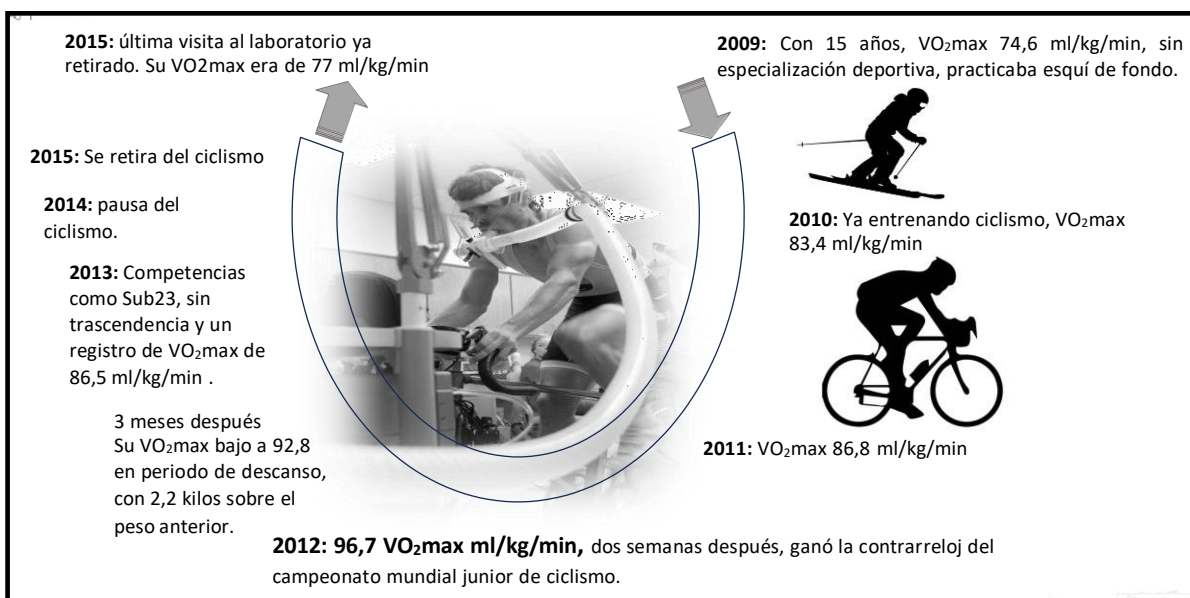 2015: última visita al laboratorio ya
retirado. Su VO2max era de 77 ml/kg/min
2009: Con 15 años, VO₂max 74,6 ml/kg/min, sin
especialización deportiva, practicaba esquí de fondo.
2015: Se retira del ciclismo
2014: pausa del
ciclismo.
2010: Ya entrenando ciclismo, VO₂max
83,4 ml/kg/min
2013: Competencias
como Sub23, sin
trascendencia y un
registro de VO₂max de
86,5 ml/kg/min .
3 meses después
Su VO₂max bajo a 92,8
en periodo de descanso,
con 2,2 kilos sobre el
peso anterior.
2011: VO₂max 86,8 ml/kg/min
2012: 96,7 VO₂max ml/kg/min, dos semanas después, ganó la contrarreloj del
campeonato mundial junior de ciclismo.